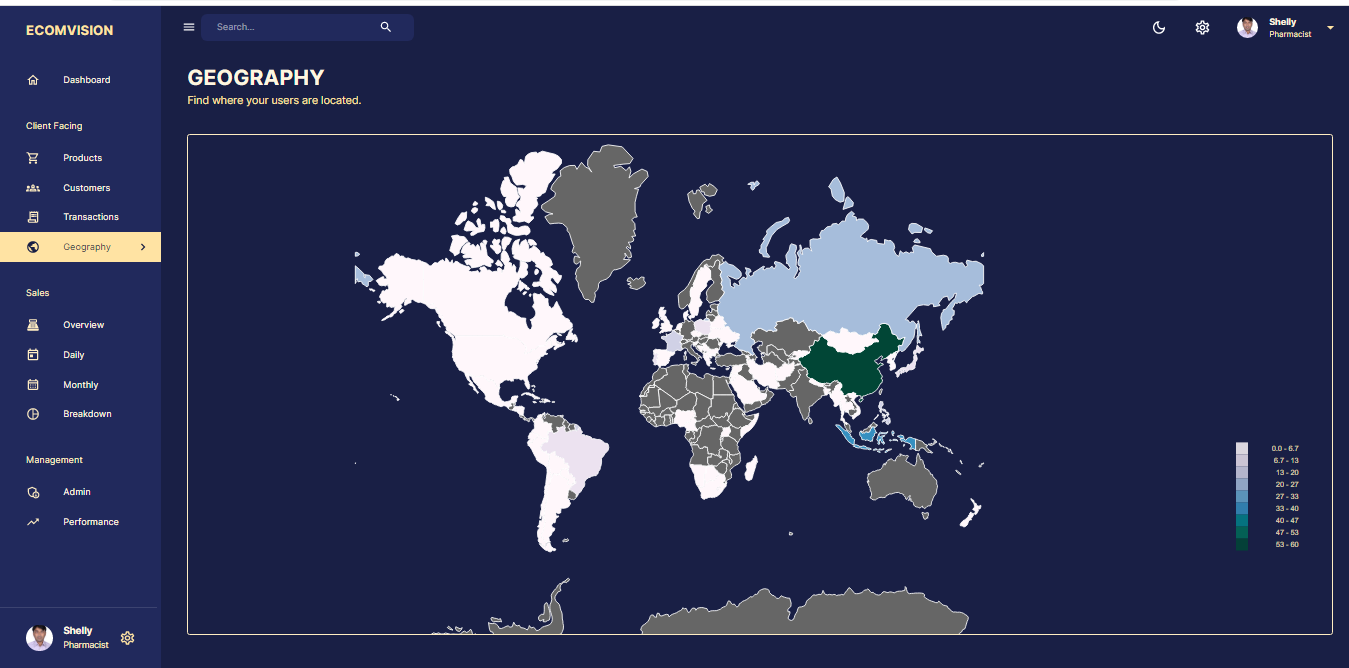 ECOMVISION
Search...
Shelly
Pharmacist
Dashboard
Client Facing
Products
Customers
Transactions
Geography
Sales
Overview
Daily
Monthly
Breakdown
Management
Admin
Performance
Shelly
Pharmacist
GEOGRAPHY
Find where your users are located.
0.0 - 6.7
6.7 - 13
13 - 20
20 - 27
27 - 33
33 - 40
40 - 47
47 - 53
53 - 60